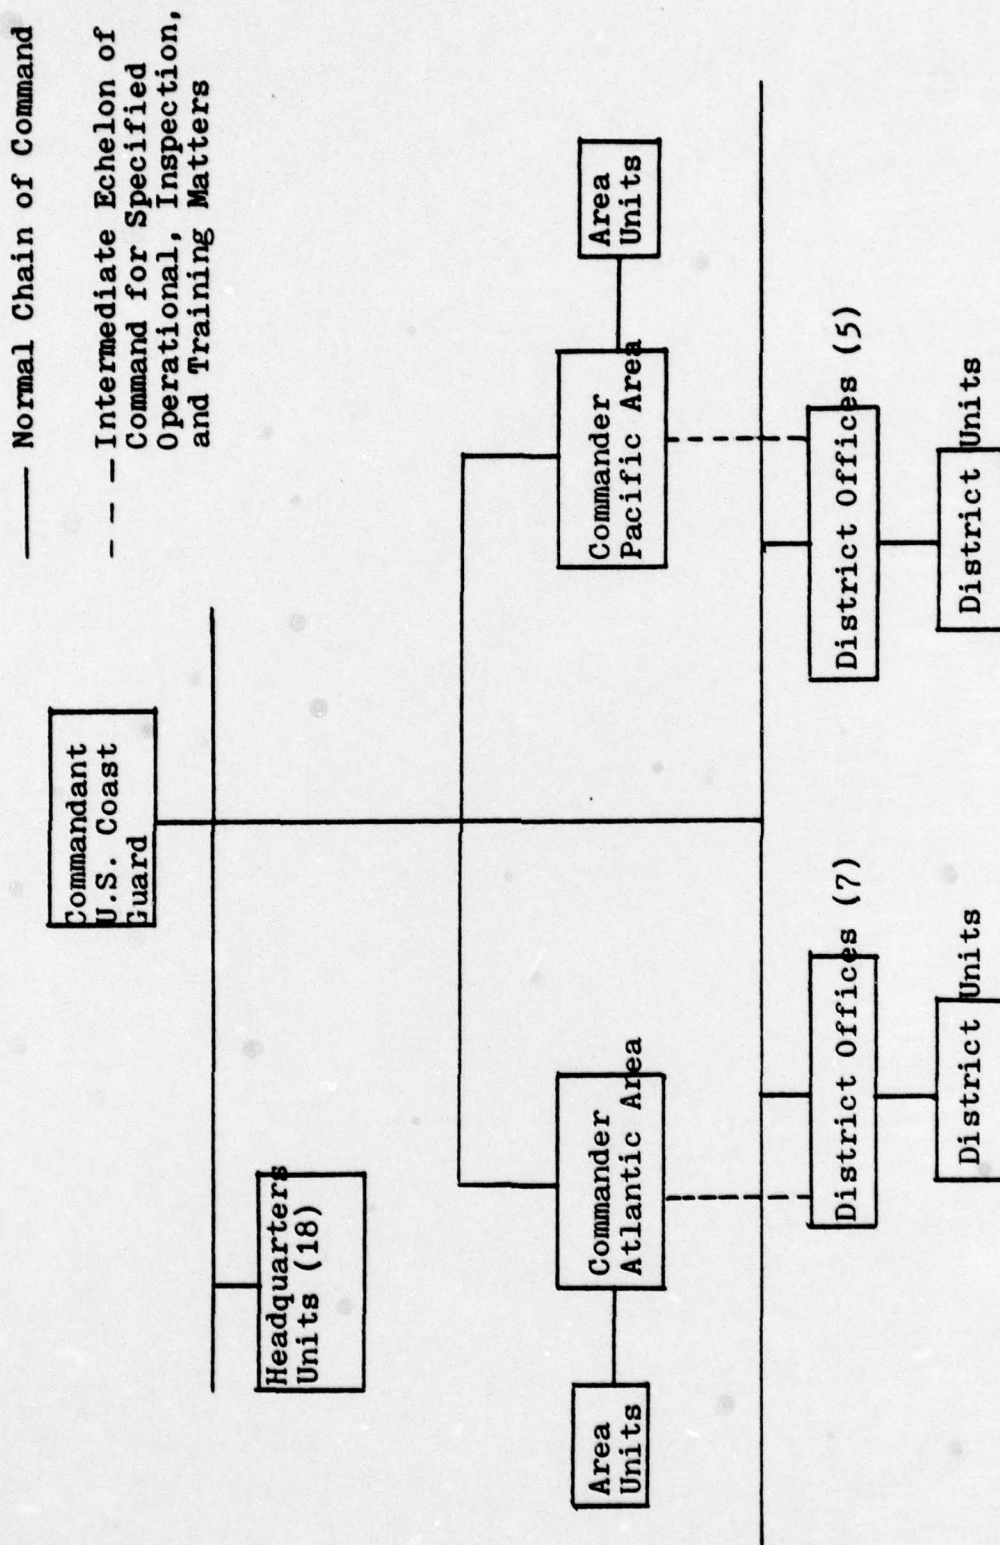 —— Normal Chain of Command
- - - Intermediate Echelon of
Command for Specified
Operational, Inspection,
and Training Matters
Commandant
U.S. Coast
Guard
Headquarters
Units (18)
Area
Units
Commander
Atlantic Area
Commander
Pacific Area
Area
Units
District Offices (7)
District Offices (5)
District Units
District Units